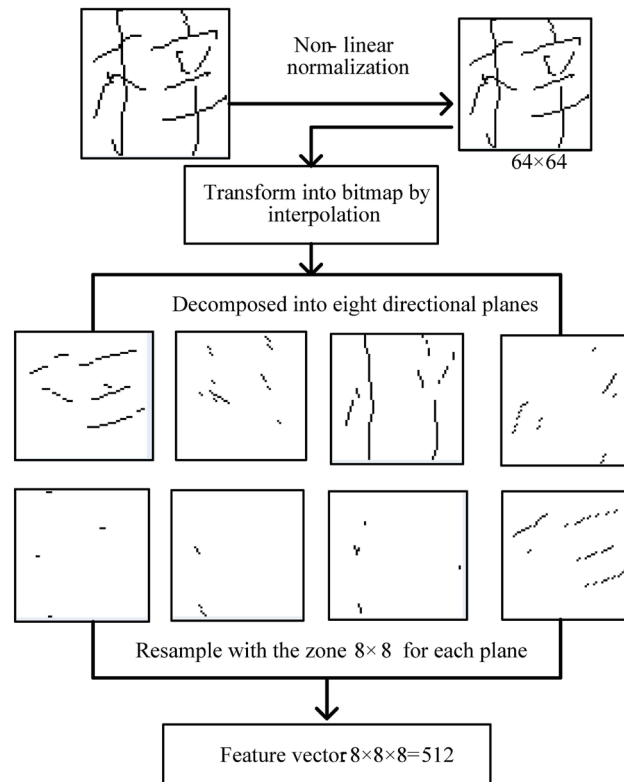 Non- linear
normalization
64×64
Transform into bitmap by
interpolation
Decomposed into eight directional planes
Resample with the zone 8×8 for each plane
Feature vector:8×8×8=512